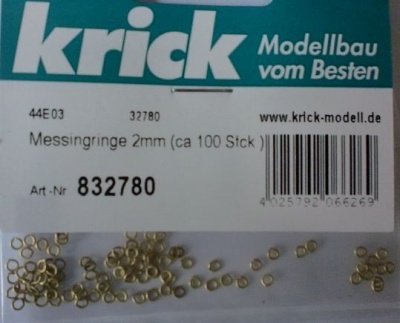 krick
Modellbau
vom Besten
44E03 32780
www.krick-modell.de
Messingringe 2mm (ca 100 Stck )
Art-Nr 832780
4 025792 066269